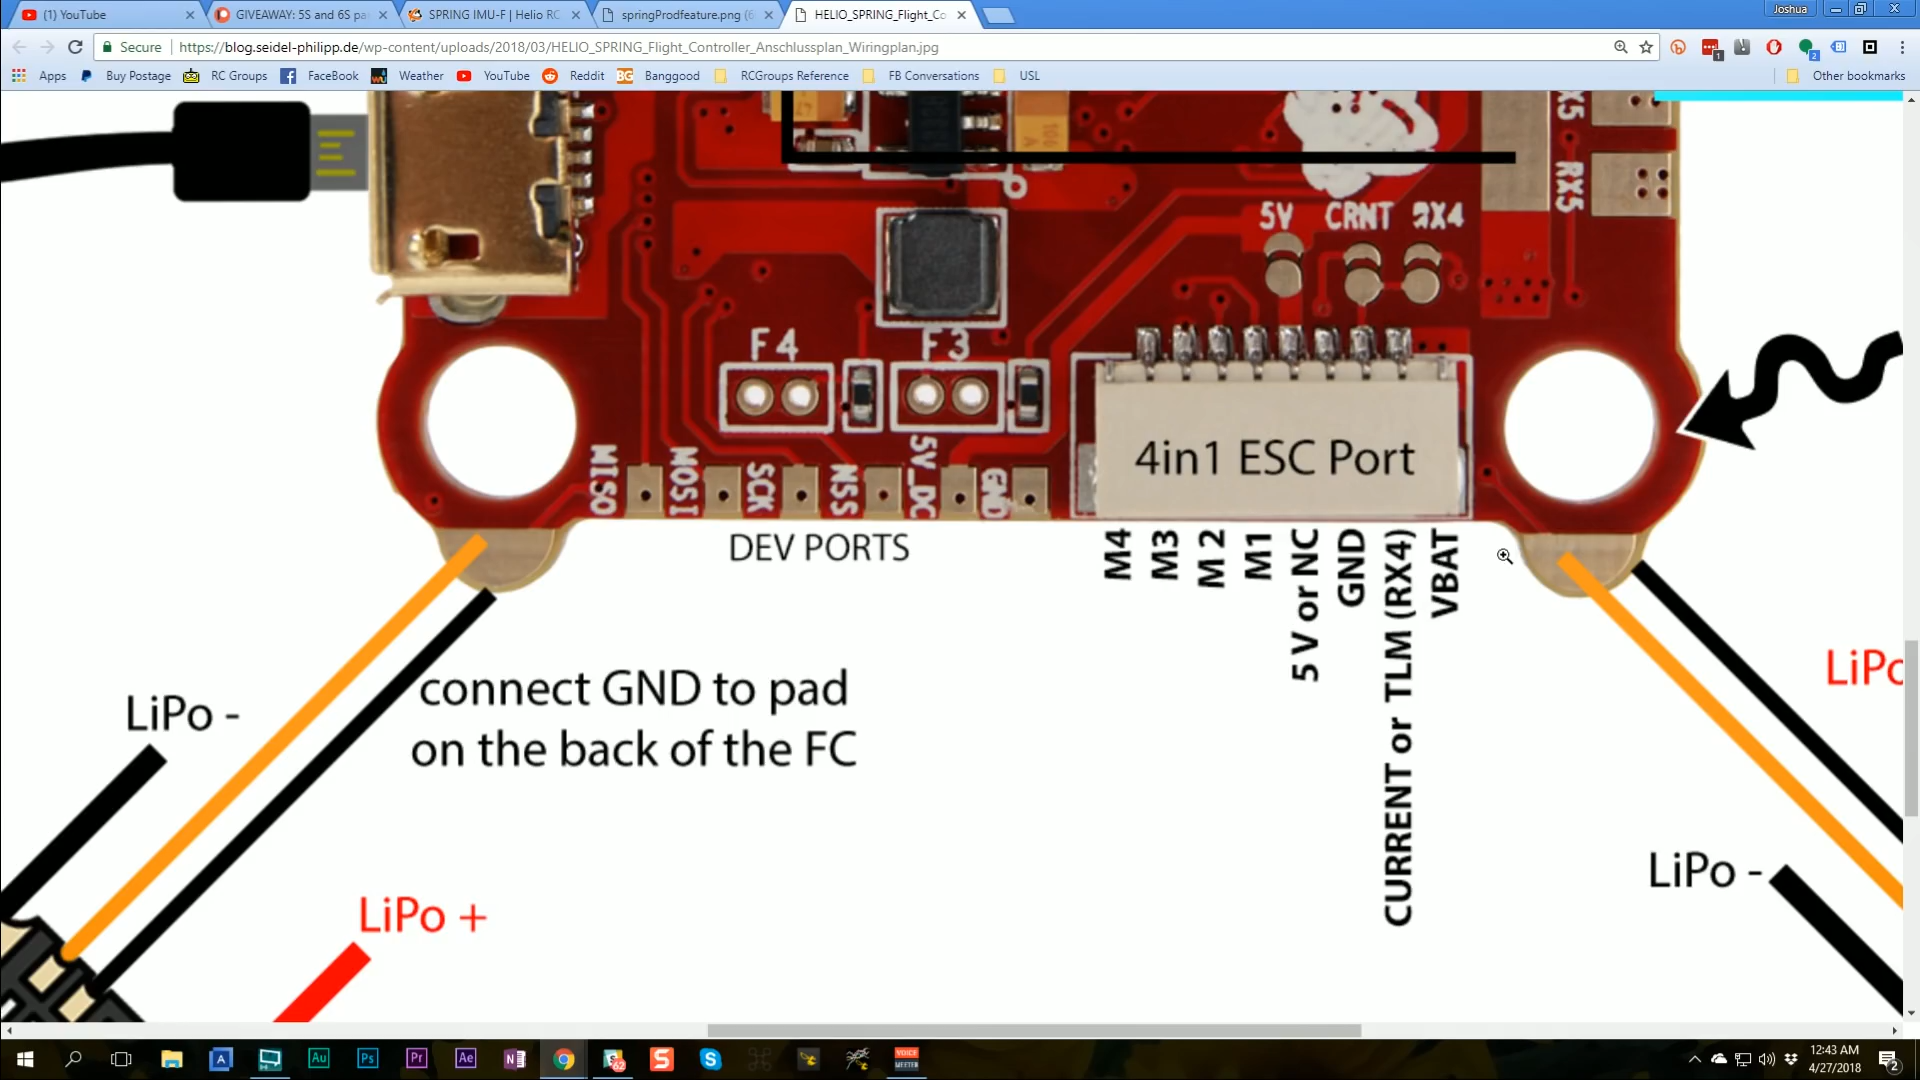 (1) YouTube
GIVEAWAY: 5S and 6S pa
SPRING IMU-F | Helio RC
springProdfeature.png (6
HELIO_SPRING_Flight_Co
Joshua
Secure
https://blog.seidel-philipp.de/wp-content/uploads/2018/03/HELIO_SPRING_Flight_Controller_Anschlussplan_Wiringplan.jpg
Apps
Buy Postage
RC Groups
FaceBook
Weather
YouTube
Reddit
Banggood
RCGroups Reference
FB Conversations
USL
Other bookmarks
X5
RX5
5V CRNT RX4
F4
F3
MISO
MOSI
SCK
NSS
5V_DC
GND
4in1 ESC Port
DEV PORTS
M4
M3
M 2
M1
5 V or NC
GND
CURRENT or TLM (RX4)
VBAT
connect GND to pad
on the back of the FC
LiPo -
LiPo +
LiPo
LiPo -
12:43 AM
4/27/2018